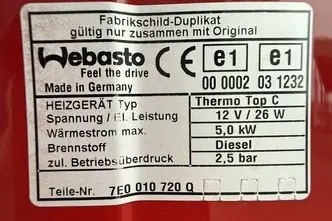 Fabrikschild-Duplikat
gültig nur zusammen mit Original
Webasto CE e1 e1
Feel the drive 00 0002 03 1232
Made in Germany
HEIZGERÄT Typ Thermo Top C
Spannung / El. Leistung 12 V / 26 W
Wärmestrom max. 5,0 kW
Brennstoff Diesel
zul. Betriebsüberdruck 2,5 bar
Teile-Nr. 7E0 010 720 Q